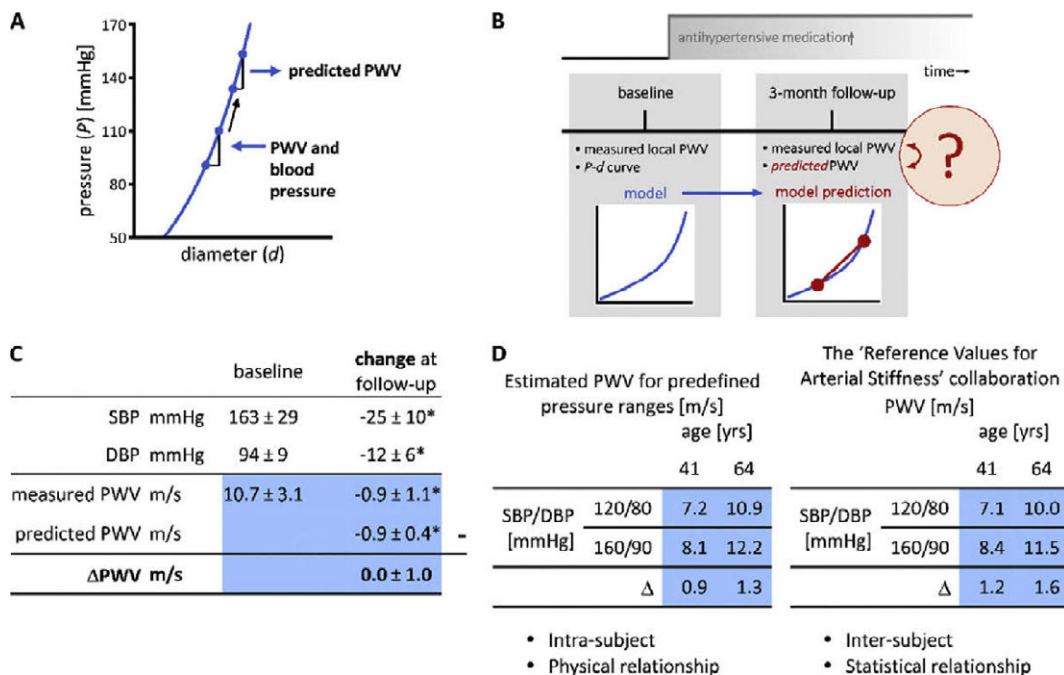 A
170
150
130
110
90
70
50
pressure (P) [mmHg]
diameter (d)
predicted PWV
PWV and
blood
pressure
B
antihypertensive medication†
time→
baseline
3-month follow-up
• measured local PWV
• P-d curve
• measured local PWV
• predicted PWV
?
model
model prediction
C
baseline
change at
follow-up
SBP mmHg 163 ± 29 -25 ± 10*
DBP mmHg 94 ± 9 -12 ± 6*
measured PWV m/s 10.7 ± 3.1 -0.9 ± 1.1*
predicted PWV m/s -0.9 ± 0.4* –
ΔPWV m/s 0.0 ± 1.0
D
Estimated PWV for predefined
pressure ranges [m/s]
age [yrs]
41 64
SBP/DBP
[mmHg]
120/80 7.2 10.9
160/90 8.1 12.2
Δ 0.9 1.3
• Intra-subject
• Physical relationship
The 'Reference Values for
Arterial Stiffness' collaboration
PWV [m/s]
age [yrs]
41 64
SBP/DBP
[mmHg]
120/80 7.1 10.0
160/90 8.4 11.5
Δ 1.2 1.6
• Inter-subject
• Statistical relationship